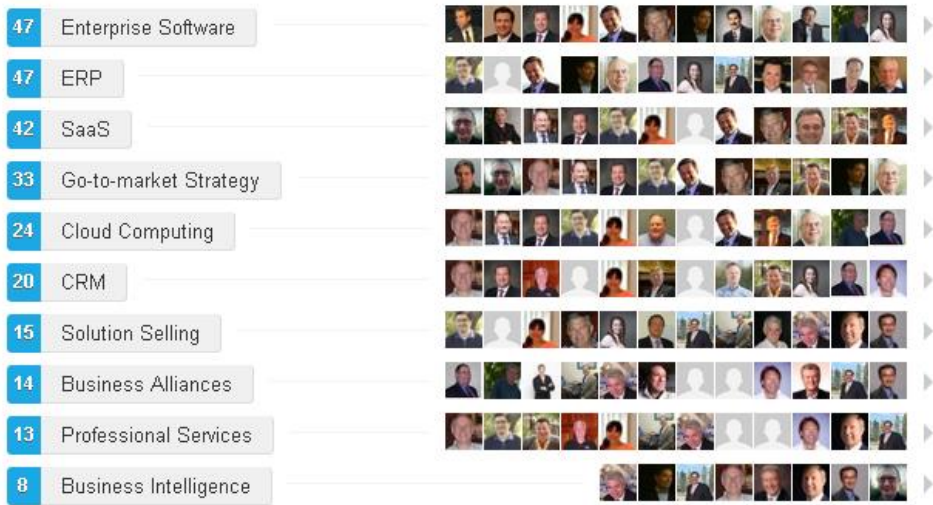 47 Enterprise Software
47 ERP
42 SaaS
33 Go-to-market Strategy
24 Cloud Computing
20 CRM
15 Solution Selling
14 Business Alliances
13 Professional Services
8 Business Intelligence